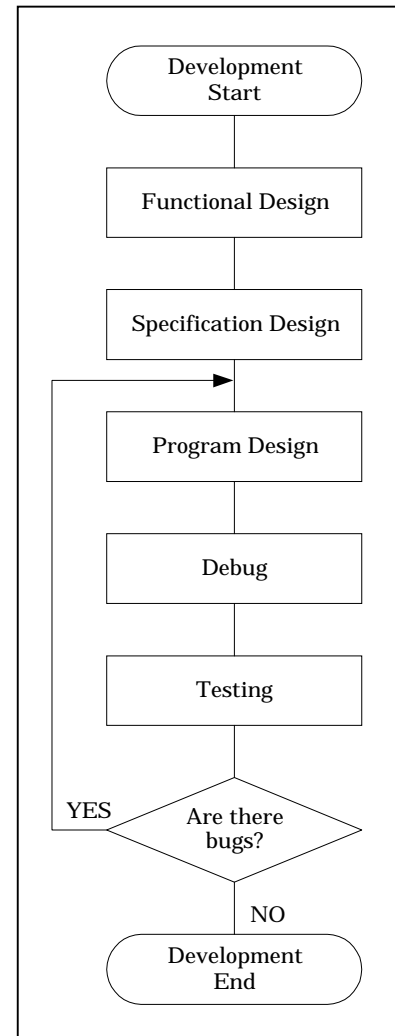 Development
Start
Functional Design
Specification Design
Program Design
Debug
Testing
YES
Are there
bugs?
NO
Development
End